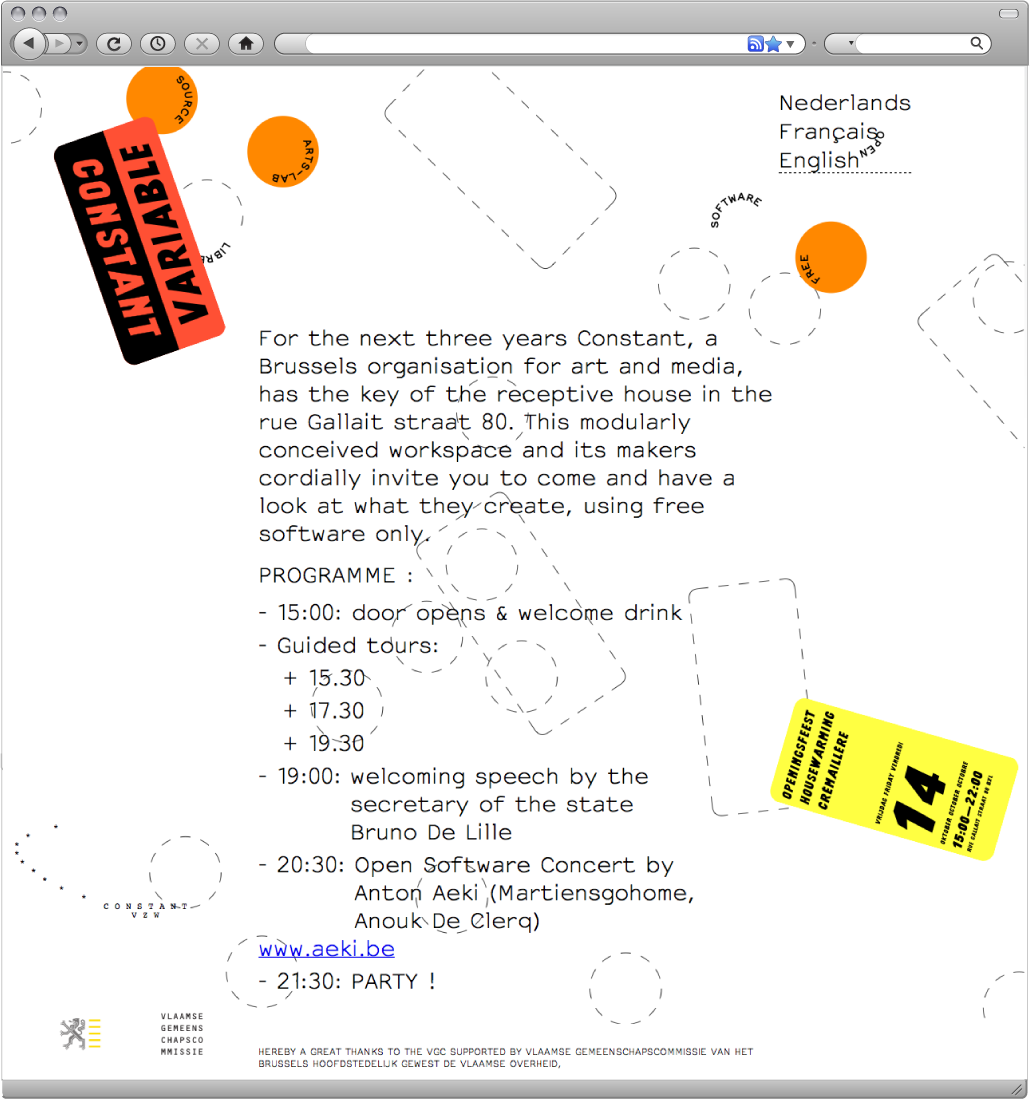 SOURCE
ARTS-LAB
CONSTANT
VARIABLE
LIBRE
Nederlands
Français
English
OPEN
SOFTWARE
FREE
For the next three years Constant, a
Brussels organisation for art and media,
has the key of the receptive house in the
rue Gallait straat 80. This modularly
conceived workspace and its makers
cordially invite you to come and have a
look at what they create, using free
software only.
PROGRAMME :
- 15:00: door opens & welcome drink
- Guided tours:
+ 15.30
+ 17.30
+ 19.30
- 19:00: welcoming speech by the
secretary of the state
Bruno De Lille
- 20:30: Open Software Concert by
Anton Aeki (Martiensgohome,
Anouk De Clerq)
www.aeki.be
- 21:30: PARTY !
OPENINGSFEEST
HOUSEWARMING
CREMAILLÈRE
VRIJDAG FRIDAY VENDREDI
14
OKTOBER OCTOBER OCTOBRE
15:00—22:00
RUE GALLAIT STRAAT 80 BXL
CONSTANT
VZW
VLAAMSE
GEMEENS
CHAPSCO
MMISSIE
HEREBY A GREAT THANKS TO THE VGC SUPPORTED BY VLAAMSE GEMEENSCHAPSCOMMISSIE VAN HET
BRUSSELS HOOFDSTEDELIJK GEWEST DE VLAAMSE OVERHEID,